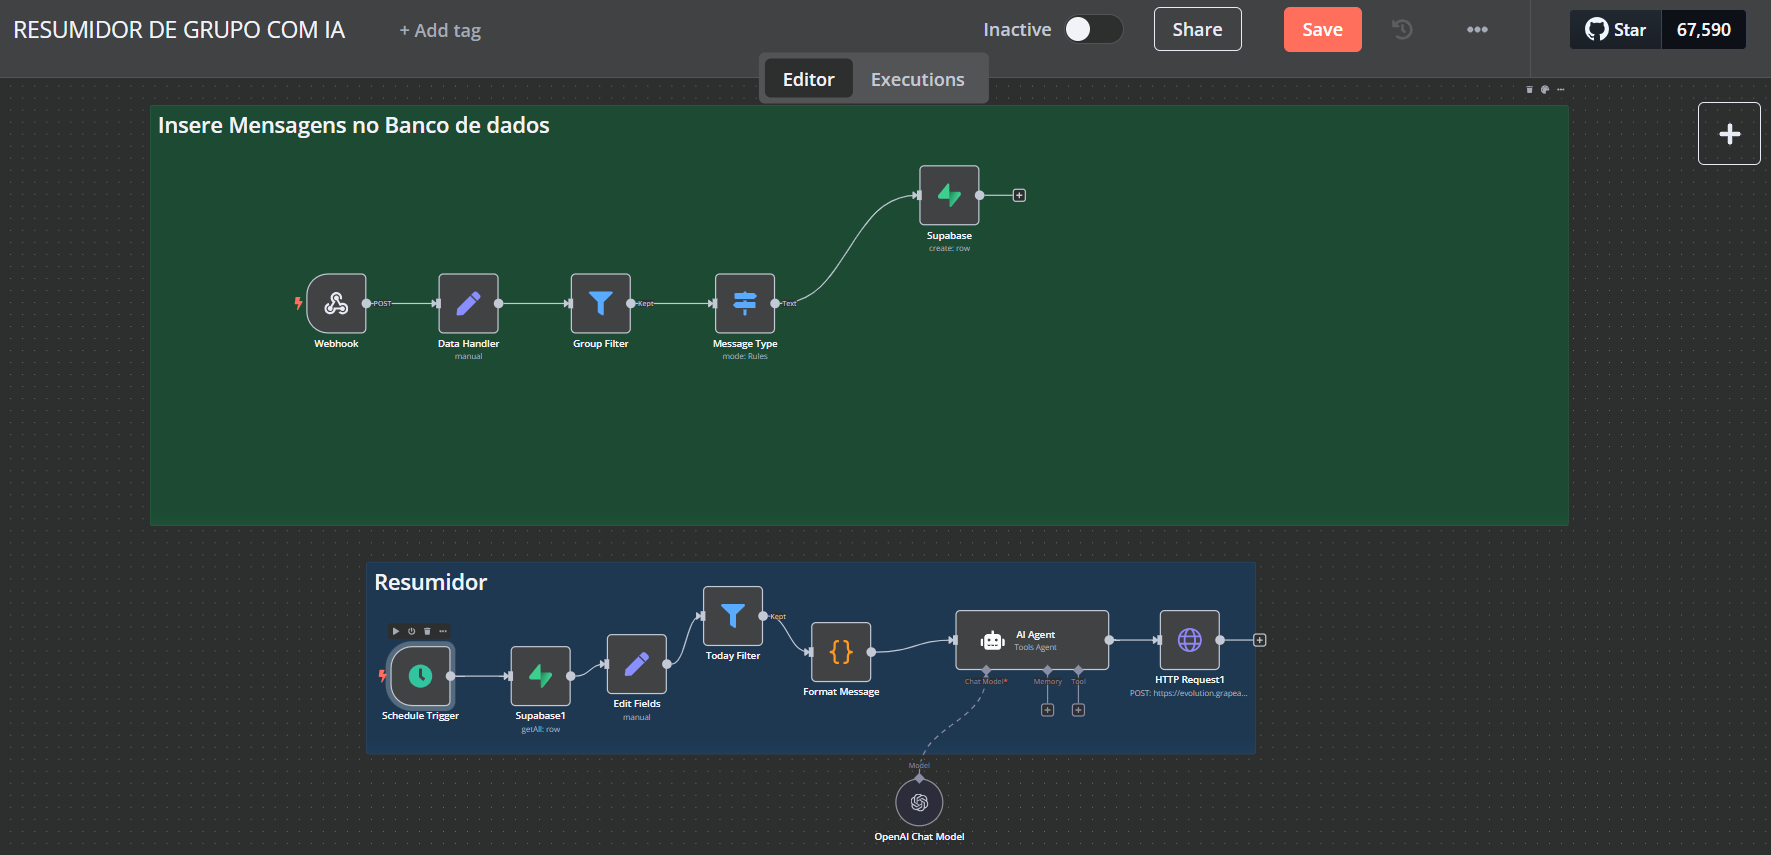 RESUMIDOR DE GRUPO COM IA
+ Add tag
Inactive
Share
Save
Star
67,590
Editor
Executions
Insere Mensagens no Banco de dados
Supabase
create: row
POST
Kept
Text
Webhook
Data Handler
manual
Group Filter
Message Type
mode: Rules
Resumidor
Kept
Today Filter
AI Agent
Tools Agent
Chat Model*
Memory
Tool
Schedule Trigger
Supabase1
getAll: row
Edit Fields
manual
{}
Format Message
HTTP Request1
POST: https://evolution.grapea...
Model
OpenAI Chat Model